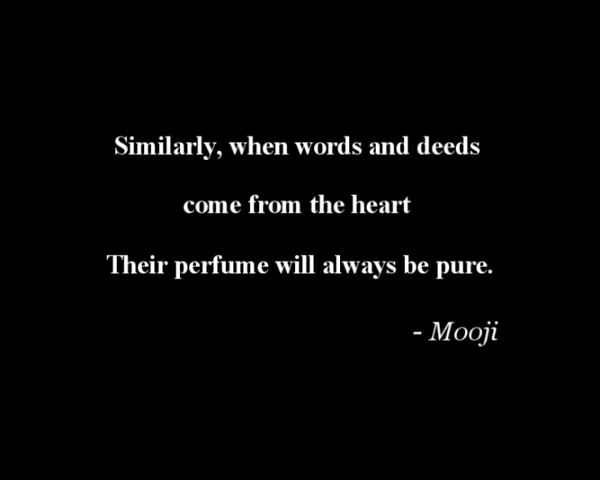 Similarly, when words and deeds
come from the heart
Their perfume will always be pure.
- Mooji